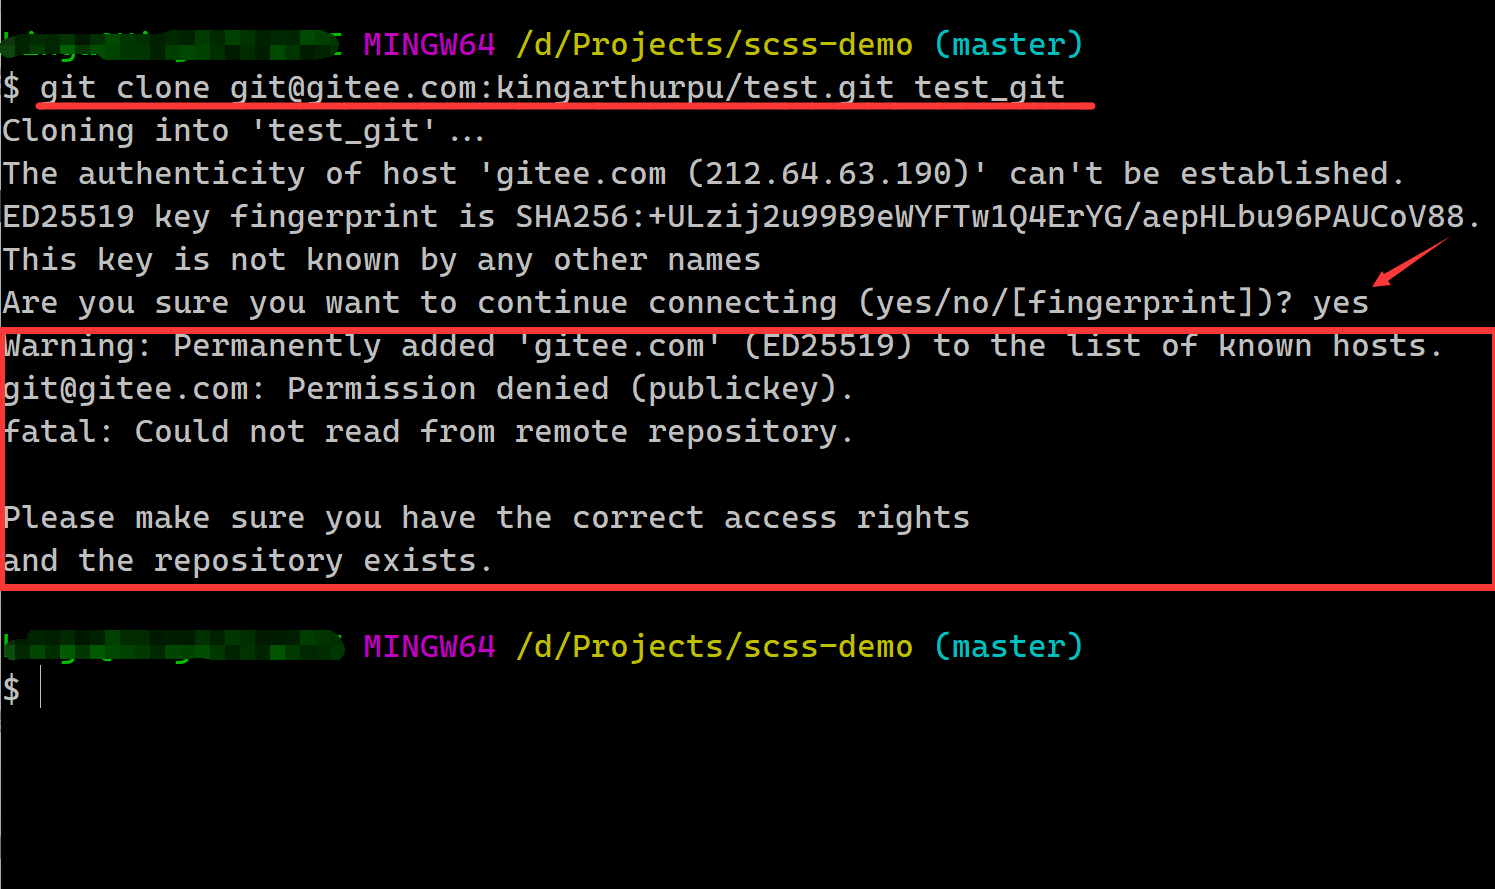 MINGW64 /d/Projects/scss-demo (master)
$ git clone git@gitee.com:kingarthurpu/test.git test_git
Cloning into 'test_git'...
The authenticity of host 'gitee.com (212.64.63.190)' can't be established.
ED25519 key fingerprint is SHA256:+ULzij2u99B9eWYFTw1Q4ErYG/aepHLbu96PAUCoV88.
This key is not known by any other names
Are you sure you want to continue connecting (yes/no/[fingerprint])? yes
Warning: Permanently added 'gitee.com' (ED25519) to the list of known hosts.
git@gitee.com: Permission denied (publickey).
fatal: Could not read from remote repository.
Please make sure you have the correct access rights
and the repository exists.
MINGW64 /d/Projects/scss-demo (master)
$